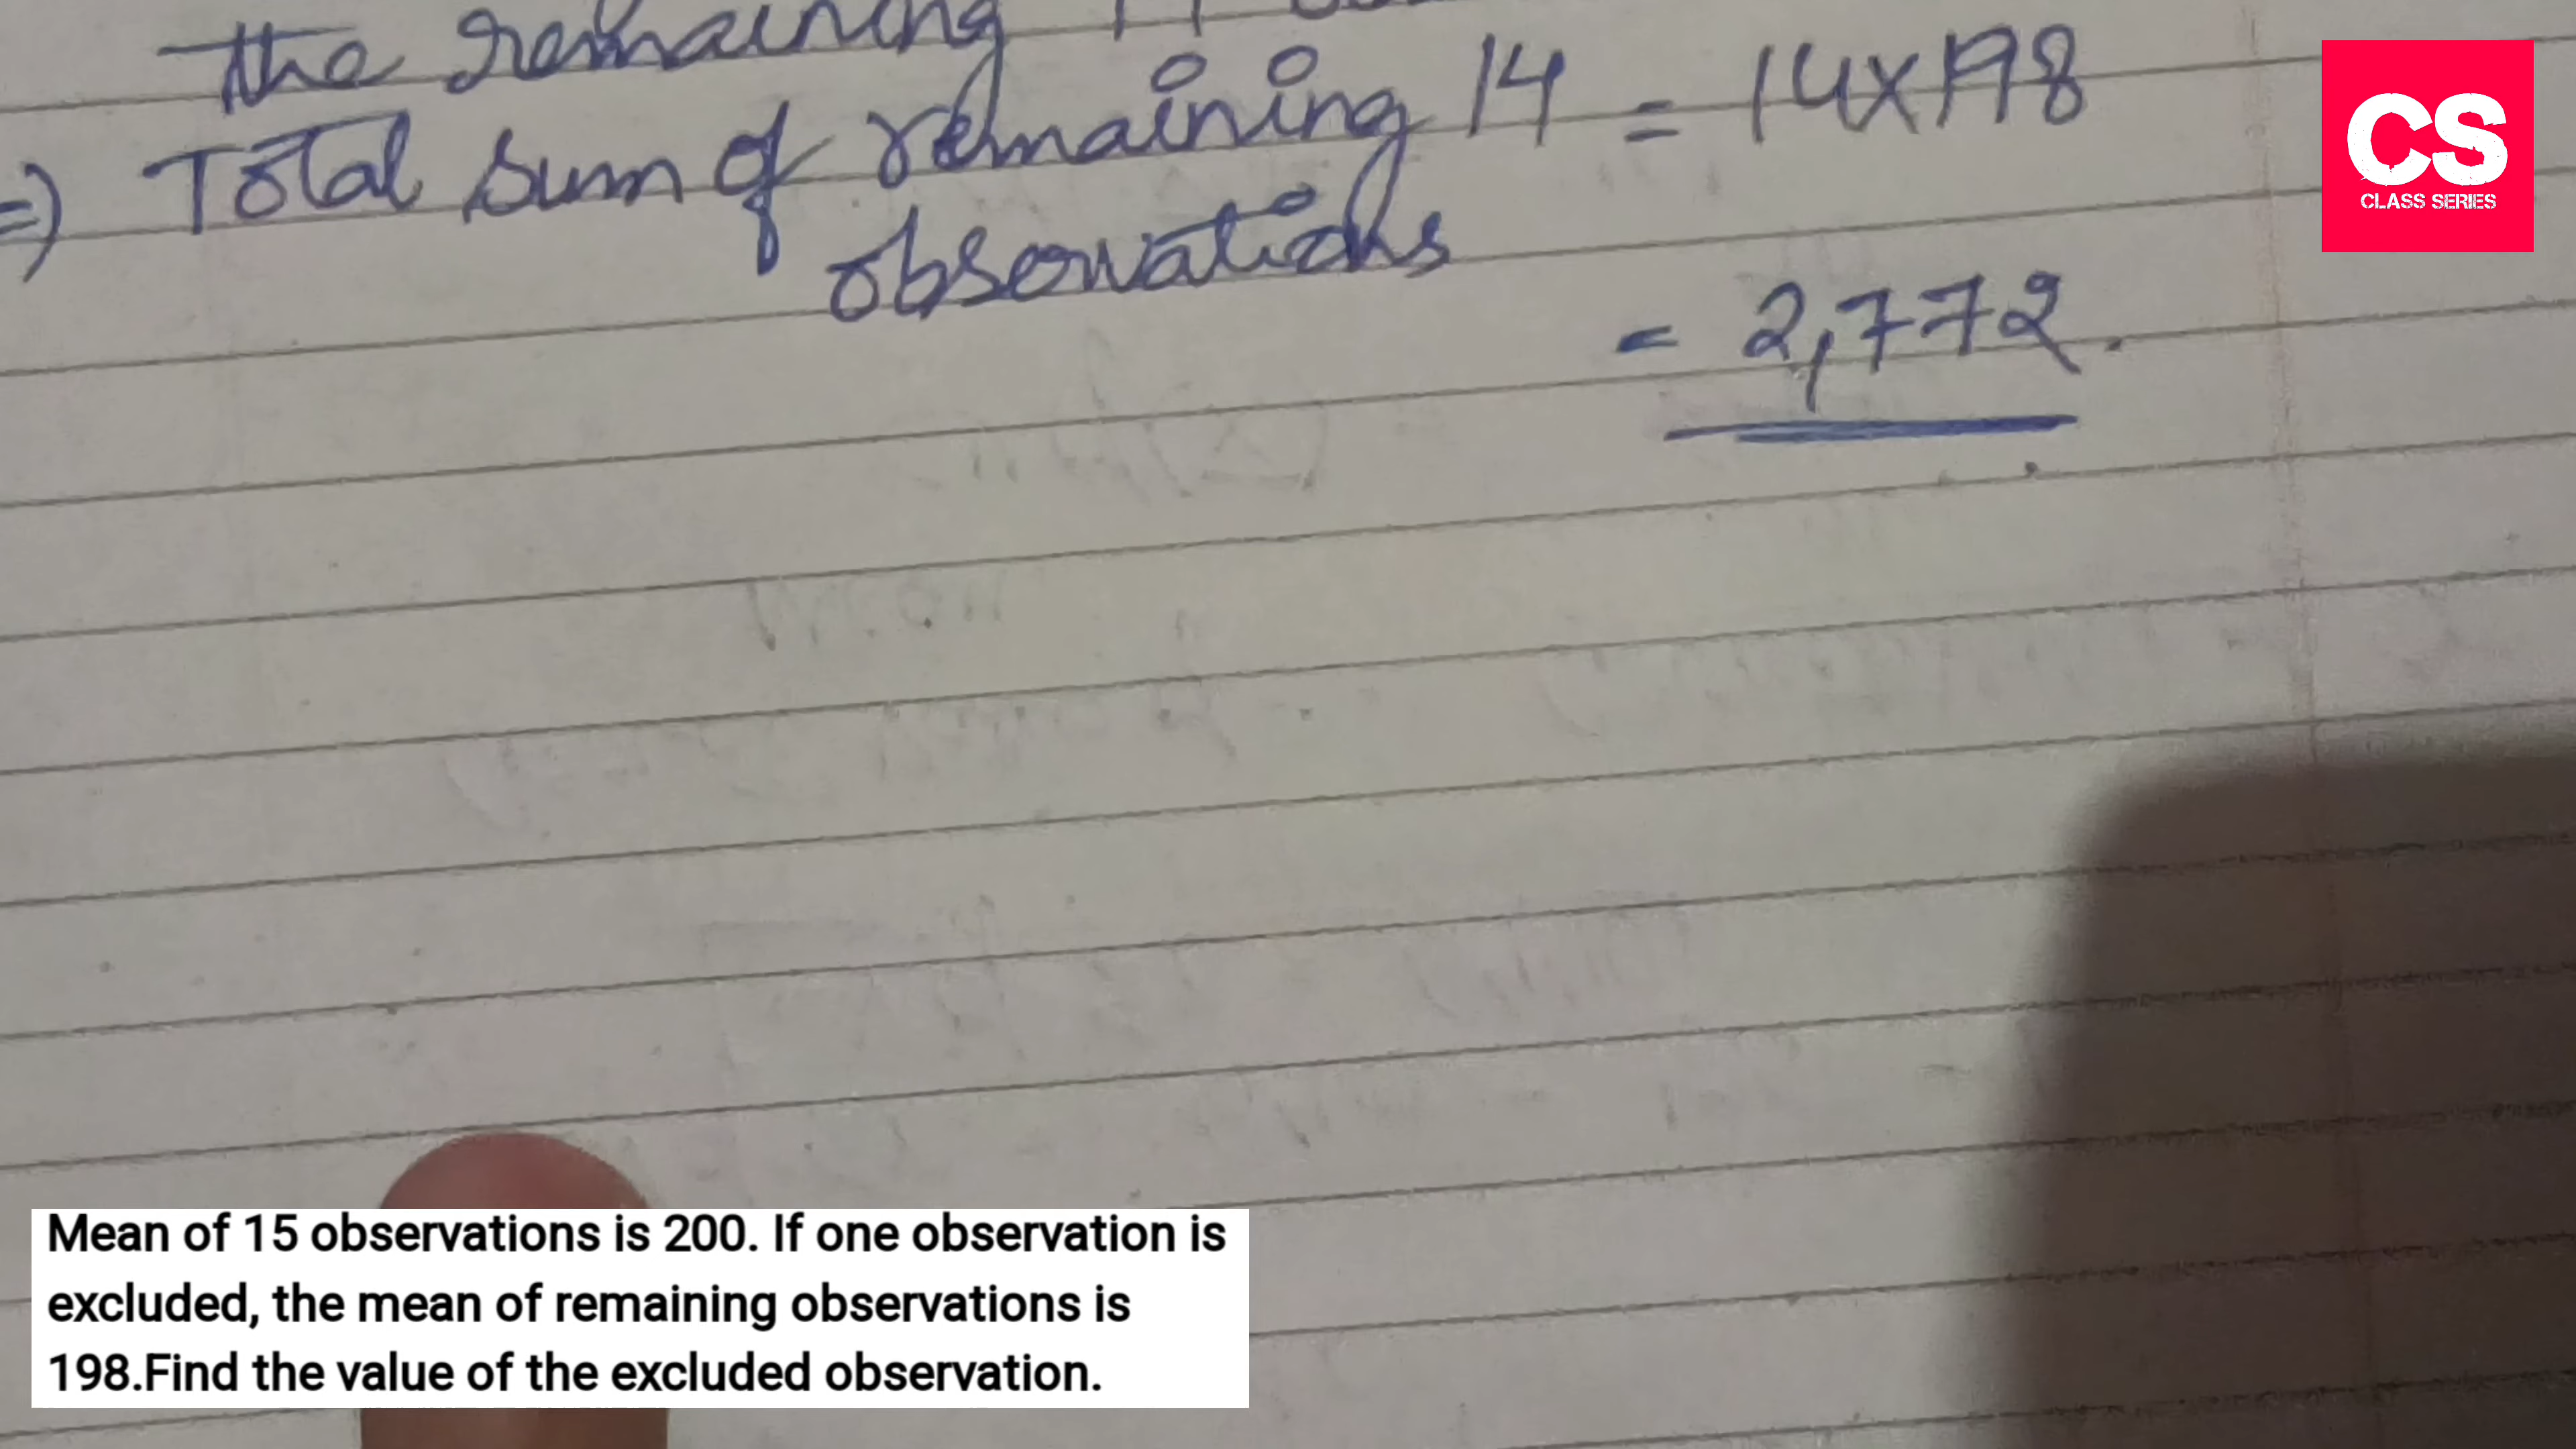 the remaining
=) Total sum of remaining 14 = 14x198
observations
= 2,772.
CS
CLASS SERIES
Mean of 15 observations is 200. If one observation is
excluded, the mean of remaining observations is
198.Find the value of the excluded observation.